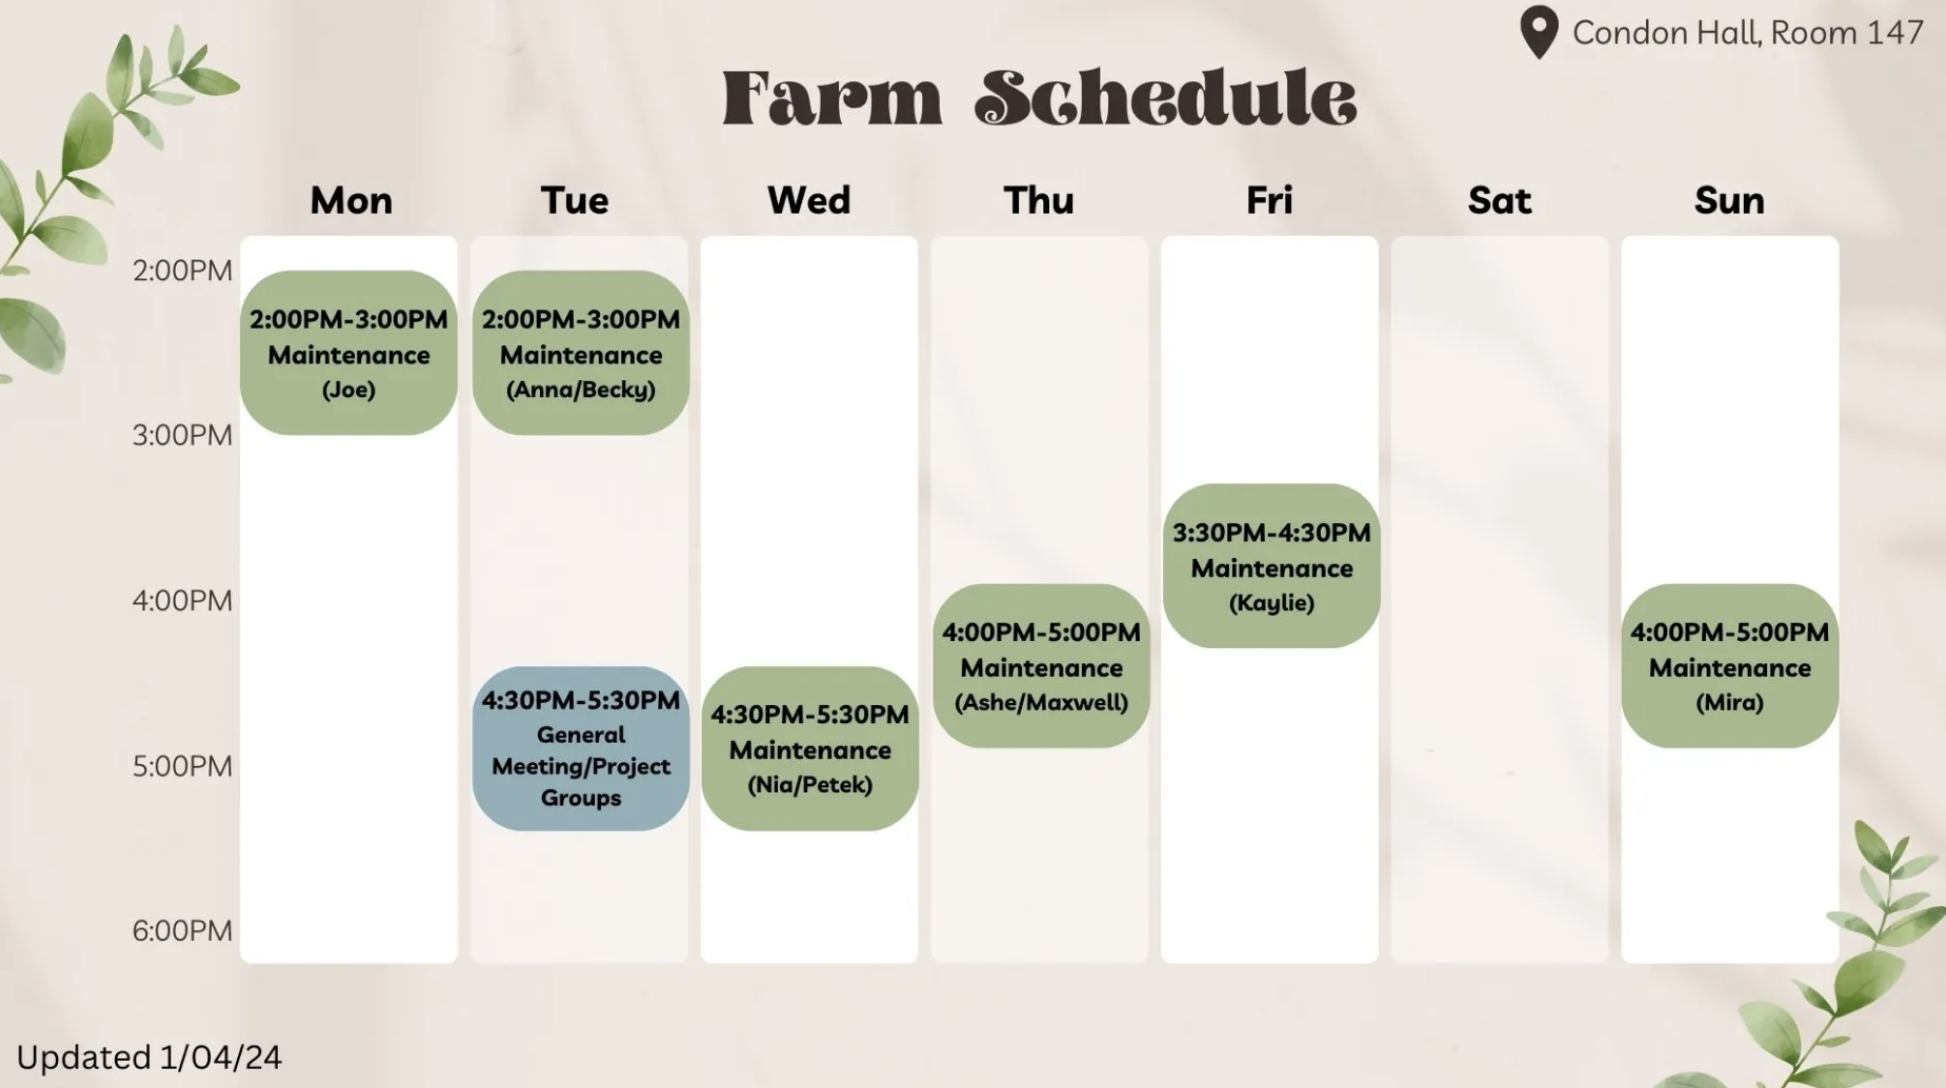 Condon Hall, Room 147
Farm Schedule
Mon Tue Wed Thu Fri Sat Sun
2:00PM
3:00PM
4:00PM
5:00PM
6:00PM
2:00PM-3:00PM
Maintenance
(Joe)
2:00PM-3:00PM
Maintenance
(Anna/Becky)
4:30PM-5:30PM
General
Meeting/Project
Groups
4:30PM-5:30PM
Maintenance
(Nia/Petek)
4:00PM-5:00PM
Maintenance
(Ashe/Maxwell)
3:30PM-4:30PM
Maintenance
(Kaylie)
4:00PM-5:00PM
Maintenance
(Mira)
Updated 1/04/24